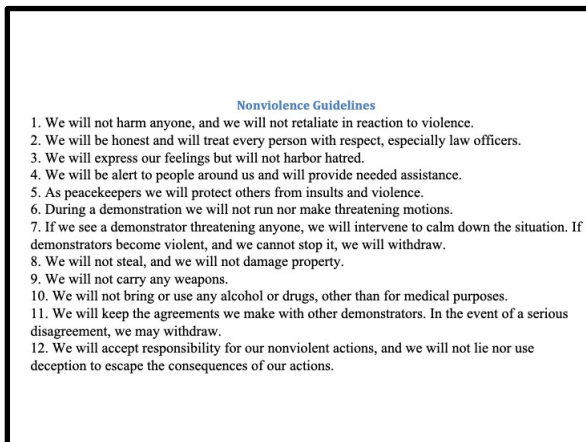 Nonviolence Guidelines
1. We will not harm anyone, and we will not retaliate in reaction to violence.
2. We will be honest and will treat every person with respect, especially law officers.
3. We will express our feelings but will not harbor hatred.
4. We will be alert to people around us and will provide needed assistance.
5. As peacekeepers we will protect others from insults and violence.
6. During a demonstration we will not run nor make threatening motions.
7. If we see a demonstrator threatening anyone, we will intervene to calm down the situation. If
demonstrators become violent, and we cannot stop it, we will withdraw.
8. We will not steal, and we will not damage property.
9. We will not carry any weapons.
10. We will not bring or use any alcohol or drugs, other than for medical purposes.
11. We will keep the agreements we make with other demonstrators. In the event of a serious
disagreement, we may withdraw.
12. We will accept responsibility for our nonviolent actions, and we will not lie nor use
deception to escape the consequences of our actions.